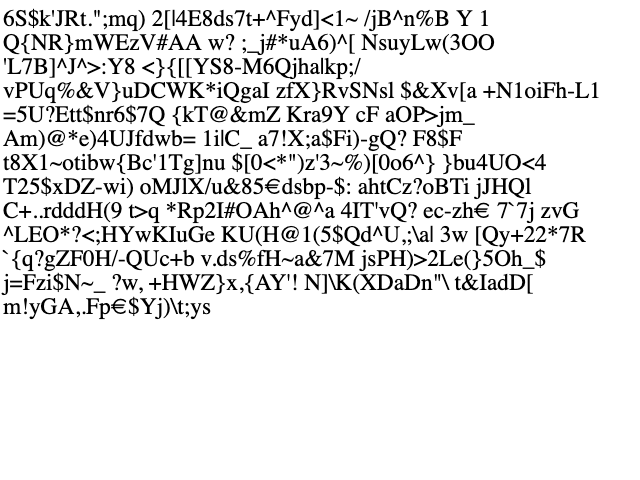 6S$k'JRt.";mq) 2[|4E8ds7t+^Fyd]<1~ /jB^n%B Y 1
Q{NR}mWEzV#AA w? ;_j#*uA6)^[ NsuyLw(3OO
'L7B]^J^>:Y8 <}{[[YS8-M6Qjhalkp;/
vPUq%&V}uDCWK*iQgaI zfX}RvSNsl $&Xv[a +N1oiFh-L1
=5U?Ett$nr6$7Q {kT@&mZ Kra9Y cF aOP>jm_
Am)@*e)4UJfdwb= 1i|C_ a7!X;a$Fi)-gQ? F8$F
t8X1~otibw{Bc'1Tg]nu $[0<*")z'3~%)[0o6^} }bu4UO<4
T25$xDZ-wi) oMJlX/u&85€dsbp-$: ahtCz?oBTi jJHQl
C+..rdddH(9 t>q *Rp2I#OAh^@^a 4IT'vQ? ec-zh€ 7`7j zvG
^LEO*?<;HYwKIuGe KU(H@1(5$Qd^U,;\a| 3w [Qy+22*7R
`{q?gZF0H/-QUc+b v.ds%fH~a&7M jsPH)>2Le(}5Oh_$
j=Fzi$N~_ ?w, +HWZ}x,{AY'! N]\K(XDaDn"\ t&IadD[
m!yGA,.Fp€$Yj)\t;ys